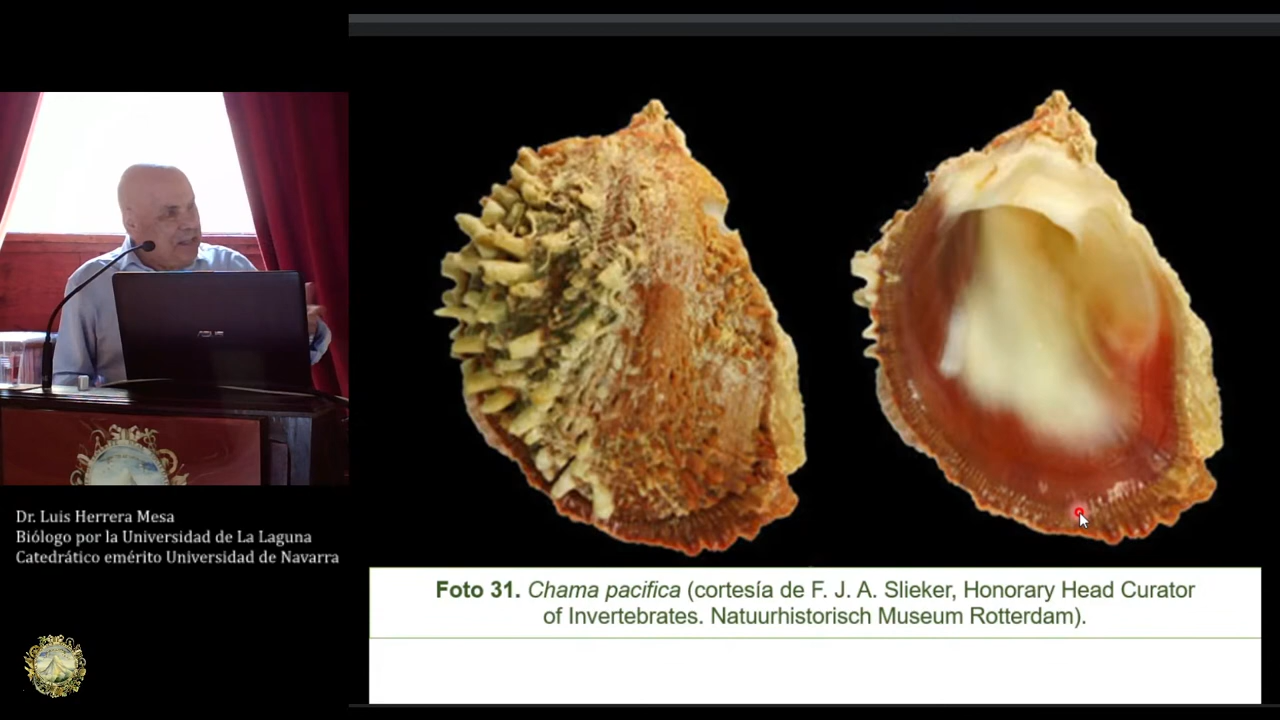 ASUS
Dr. Luis Herrera Mesa
Biólogo por la Universidad de La Laguna
Catedrático emérito Universidad de Navarra
Foto 31. Chama pacifica (cortesía de F. J. A. Slieker, Honorary Head Curator
of Invertebrates. Natuurhistorisch Museum Rotterdam).